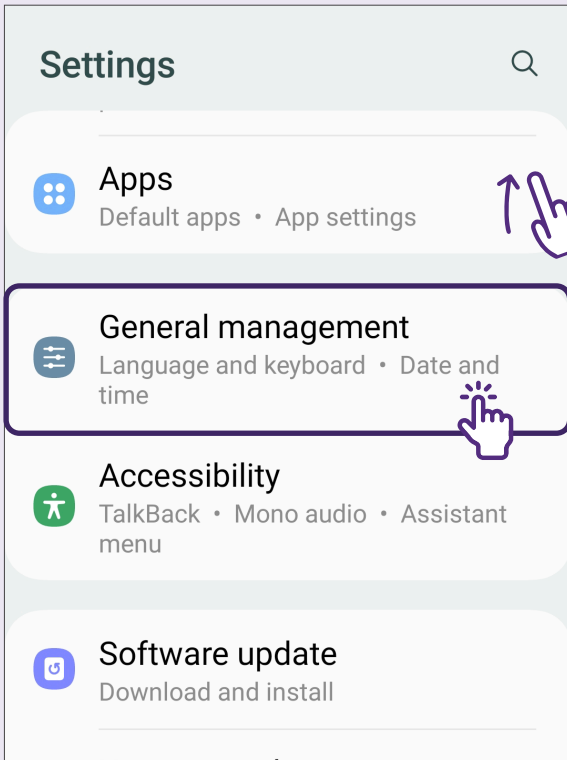 Settings
Apps
Default apps • App settings
General management
Language and keyboard • Date and
time
Accessibility
TalkBack • Mono audio • Assistant
menu
Software update
Download and install